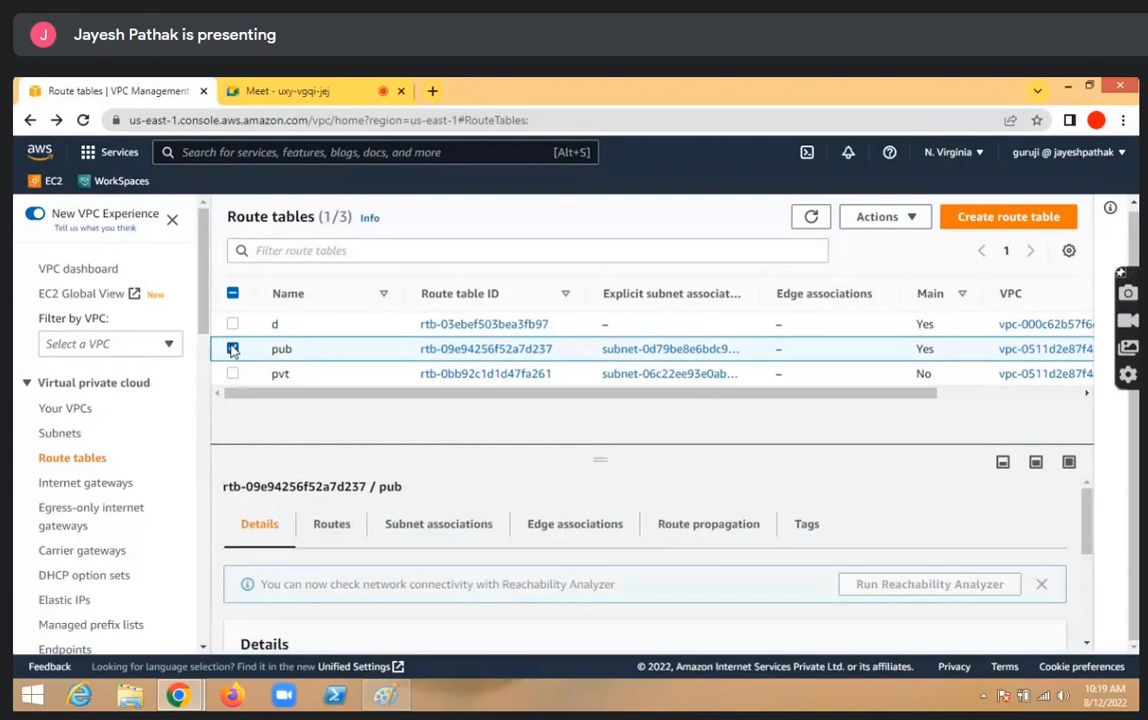 J Jayesh Pathak is presenting
Route tables | VPC Management
Meet - uxy-vgqi-jej
us-east-1.console.aws.amazon.com/vpc/home?region=us-east-1#RouteTables:
aws Services Search for services, features, blogs, docs, and more [Alt+S] N. Virginia guruji @ jayeshpathak
EC2 WorkSpaces
New VPC Experience
Tell us what you think
VPC dashboard
EC2 Global View New
Filter by VPC:
Select a VPC
Virtual private cloud
Your VPCs
Subnets
Route tables
Internet gateways
Egress-only internet
gateways
Carrier gateways
DHCP option sets
Elastic IPs
Managed prefix lists
Endpoints
Route tables (1/3) Info Actions Create route table
Filter route tables 1
Name Route table ID Explicit subnet associat... Edge associations Main VPC
d rtb-03ebef503bea3fb97 – – Yes vpc-000c62b57f6
pub rtb-09e94256f52a7d237 subnet-0d79be8e6bdc9... – Yes vpc-0511d2e87f4
pvt rtb-0bb92c1d1d47fa261 subnet-06c22ee93e0ab... – No vpc-0511d2e87f4
rtb-09e94256f52a7d237 / pub
Details Routes Subnet associations Edge associations Route propagation Tags
You can now check network connectivity with Reachability Analyzer Run Reachability Analyzer
Details
Feedback Looking for language selection? Find it in the new Unified Settings © 2022, Amazon Internet Services Private Ltd. or its affiliates. Privacy Terms Cookie preferences
10:19 AM
8/12/2022